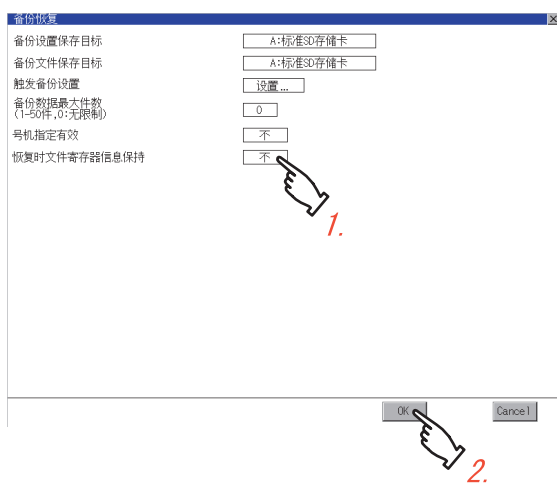 备份恢复
备份设置保存目标 A:标准SD存储卡
备份文件保存目标 A:标准SD存储卡
触发备份设置 设置...
备份数据最大件数
(1-50件,0:无限制) 0
号机指定有效 不
恢复时文件寄存器信息保持 不
1.
OK Cancel
2.